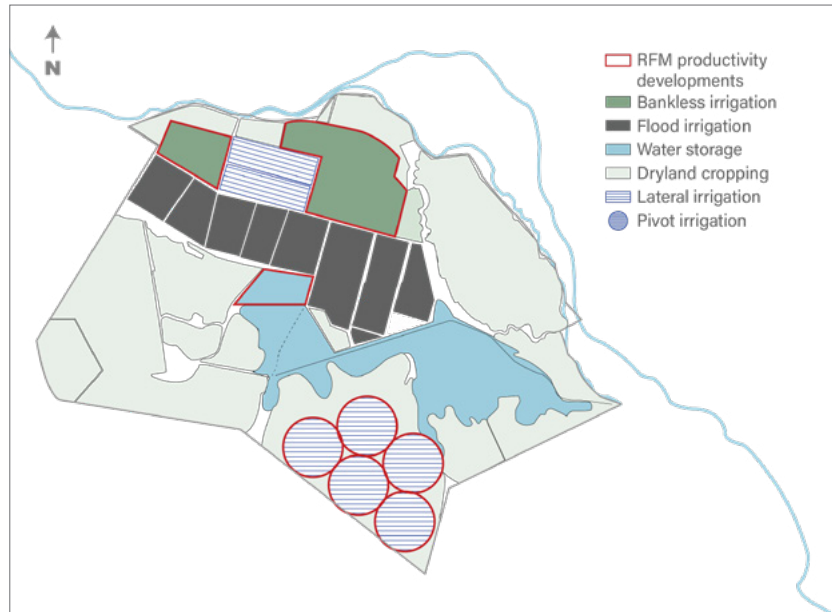 N
RFM productivity
developments
Bankless irrigation
Flood irrigation
Water storage
Dryland cropping
Lateral irrigation
Pivot irrigation